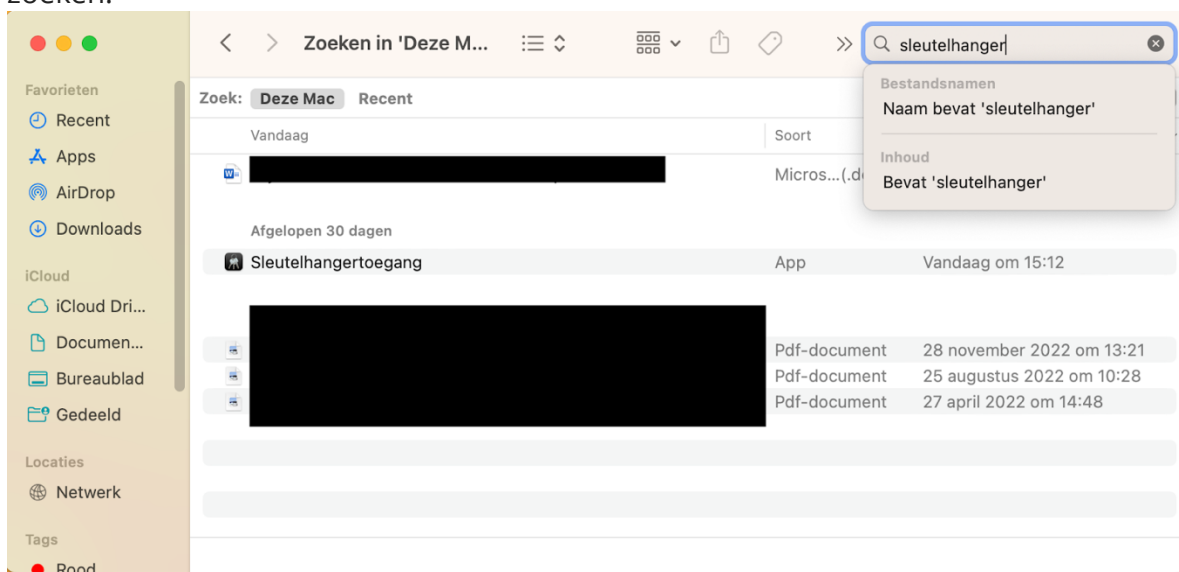 zoeken.
Zoeken in 'Deze M...
sleutelhanger
Favorieten
Recent
Apps
AirDrop
Downloads
iCloud
iCloud Dri...
Documen...
Bureaublad
Gedeeld
Locaties
Netwerk
Tags
Rood
Zoek: Deze Mac Recent
Vandaag Soort
Micros...(.d
Afgelopen 30 dagen
Sleutelhangertoegang App Vandaag om 15:12
Pdf-document 28 november 2022 om 13:21
Pdf-document 25 augustus 2022 om 10:28
Pdf-document 27 april 2022 om 14:48
Bestandsnamen
Naam bevat 'sleutelhanger'
Inhoud
Bevat 'sleutelhanger'